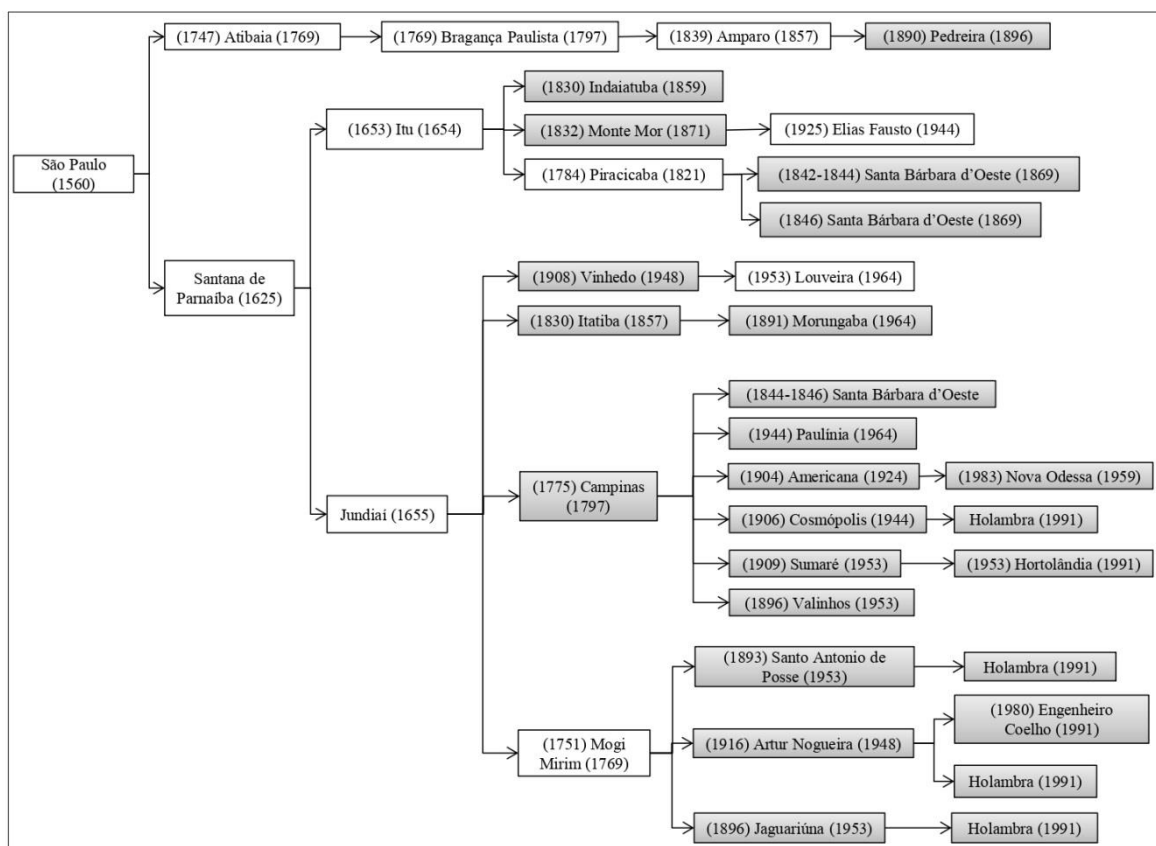 (1747) Atibaia (1769)
(1769) Bragança Paulista (1797)
(1839) Amparo (1857)
(1890) Pedreira (1896)
(1830) Indaiatuba (1859)
(1653) Itu (1654)
(1832) Monte Mor (1871)
(1925) Elias Fausto (1944)
São Paulo
(1560)
(1784) Piracicaba (1821)
(1842-1844) Santa Bárbara d’Oeste (1869)
(1846) Santa Bárbara d’Oeste (1869)
Santana de
Parnaíba (1625)
(1908) Vinhedo (1948)
(1953) Louveira (1964)
(1830) Itatiba (1857)
(1891) Morungaba (1964)
(1844-1846) Santa Bárbara d’Oeste
(1944) Paulínia (1964)
Jundiaí (1655)
(1775) Campinas
(1797)
(1904) Americana (1924)
(1983) Nova Odessa (1959)
(1906) Cosmópolis (1944)
Holambra (1991)
(1909) Sumaré (1953)
(1953) Hortolândia (1991)
(1896) Valinhos (1953)
(1893) Santo Antonio de
Posse (1953)
Holambra (1991)
(1751) Mogi
Mirim (1769)
(1916) Artur Nogueira (1948)
(1980) Engenheiro
Coelho (1991)
Holambra (1991)
(1896) Jaguariúna (1953)
Holambra (1991)